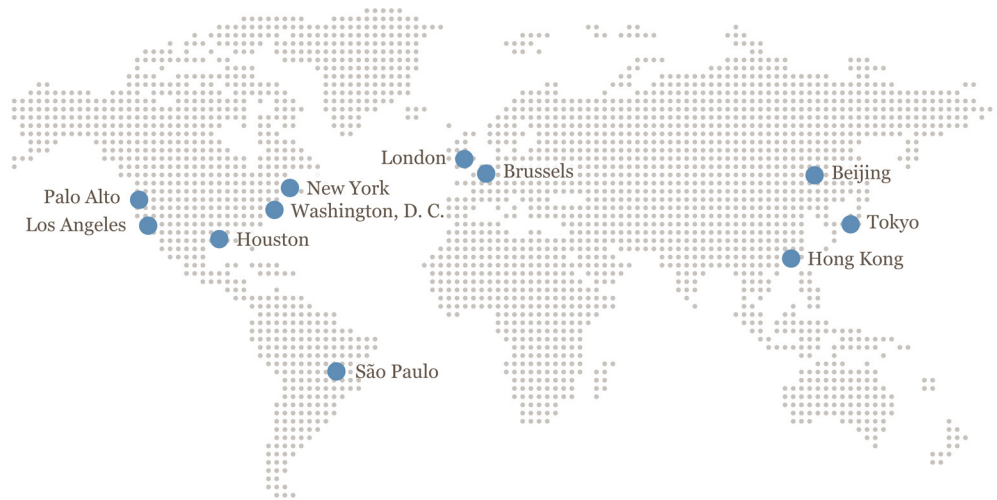 London
Brussels
Beijing
New York
Palo Alto
Washington, D. C.
Los Angeles
Tokyo
Houston
Hong Kong
São Paulo